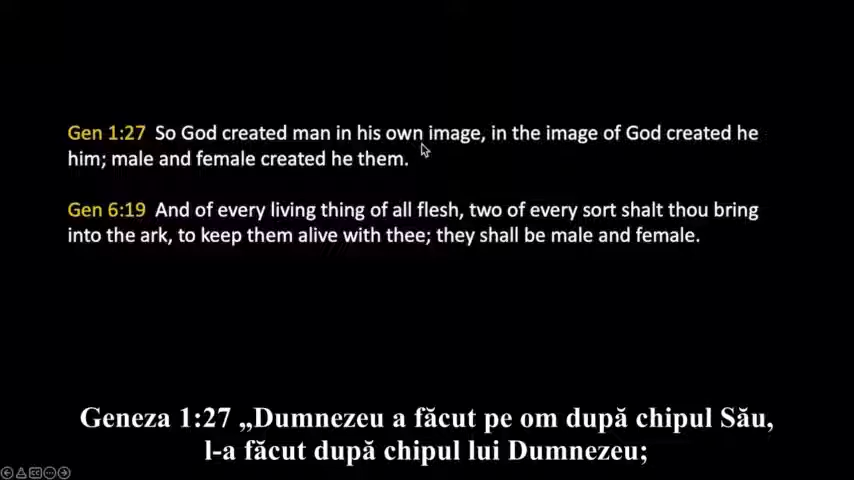 Gen 1:27 So God created man in his own image, in the image of God created he
him; male and female created he them.
Gen 6:19 And of every living thing of all flesh, two of every sort shalt thou bring
into the ark, to keep them alive with thee; they shall be male and female.
Geneza 1:27 „Dumnezeu a făcut pe om după chipul Său,
l-a făcut după chipul lui Dumnezeu;